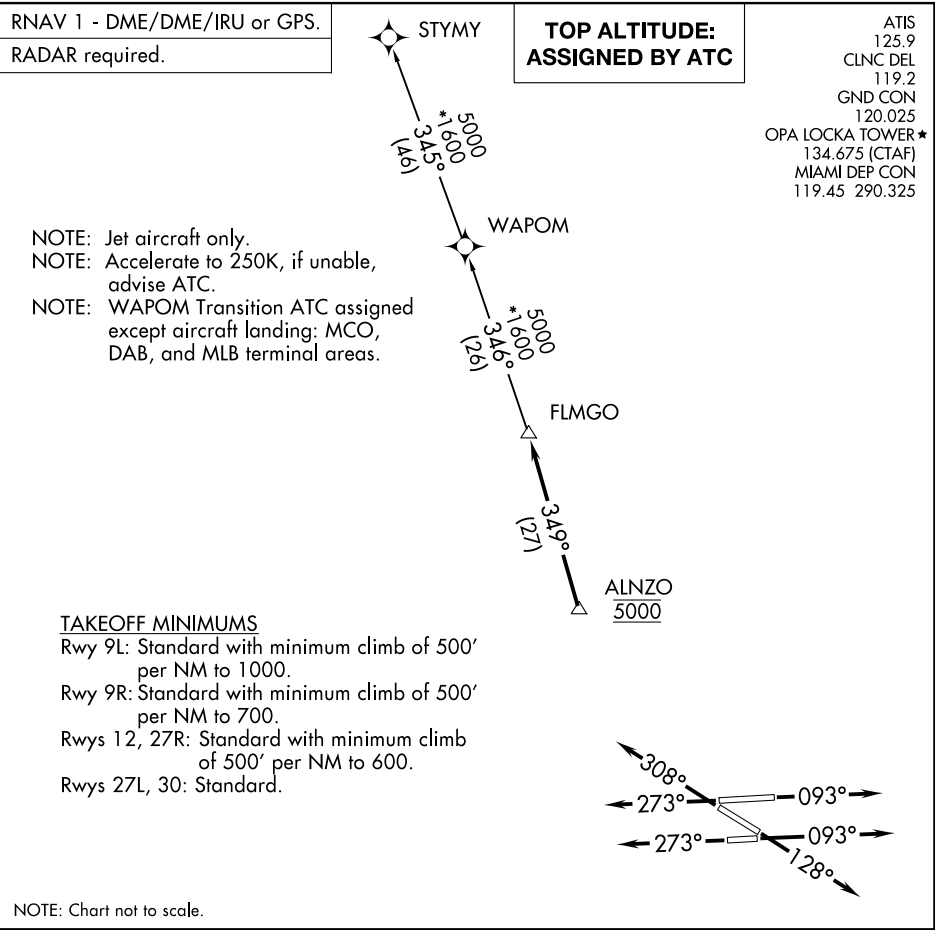 RNAV 1 - DME/DME/IRU or GPS.
RADAR required.
STYMY
TOP ALTITUDE:
ASSIGNED BY ATC
ATIS
125.9
CLNC DEL
119.2
GND CON
120.025
OPA LOCKA TOWER★
134.675 (CTAF)
MIAMI DEP CON
119.45 290.325
5000
*1600
345°
(46)
WAPOM
NOTE: Jet aircraft only.
NOTE: Accelerate to 250K, if unable,
advise ATC.
NOTE: WAPOM Transition ATC assigned
except aircraft landing: MCO,
DAB, and MLB terminal areas.
5000
*1600
346°
(26)
FLMGO
349°
(27)
ALNZO
5000
TAKEOFF MINIMUMS
Rwy 9L: Standard with minimum climb of 500'
per NM to 1000.
Rwy 9R: Standard with minimum climb of 500'
per NM to 700.
Rwys 12, 27R: Standard with minimum climb
of 500' per NM to 600.
Rwys 27L, 30: Standard.
308°
273°
093°
273°
093°
128°
NOTE: Chart not to scale.